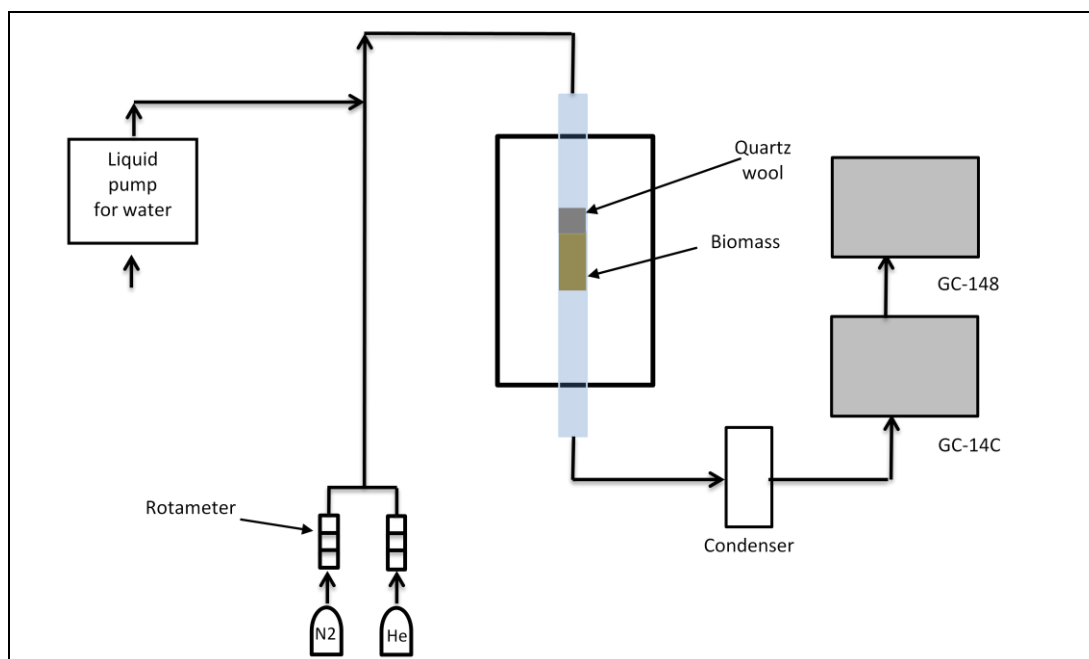 Liquid
pump
for water
Quartz
wool
Biomass
GC-148
GC-14C
Condenser
Rotameter
N2
He